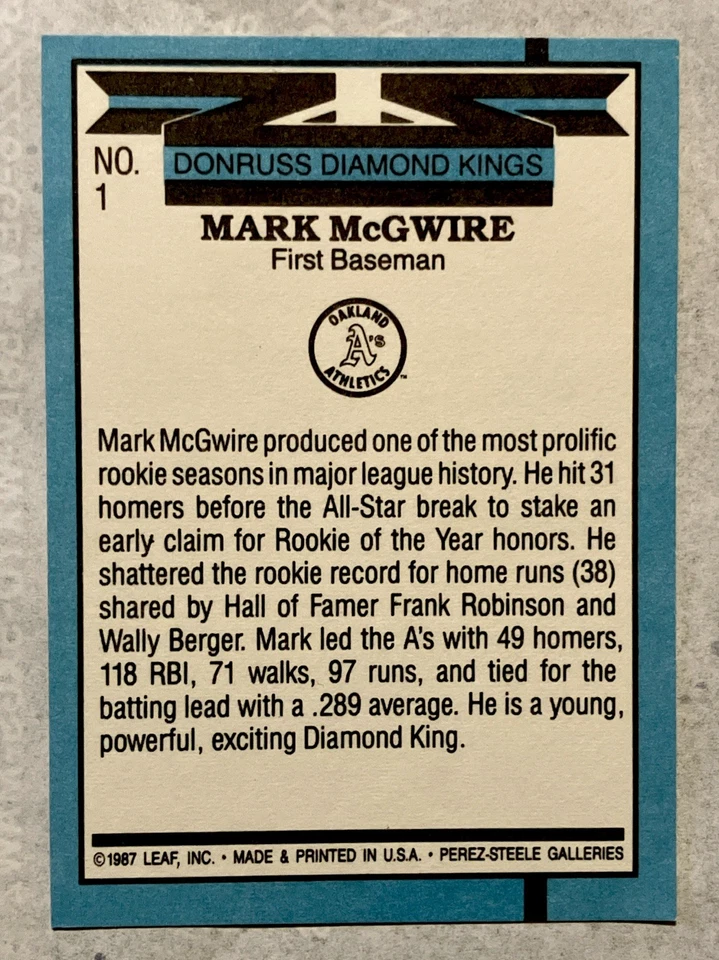 NO.
1
DONRUSS DIAMOND KINGS
MARK McGWIRE
First Baseman
OAKLAND
A's
ATHLETICS™
Mark McGwire produced one of the most prolific
rookie seasons in major league history. He hit 31
homers before the All-Star break to stake an
early claim for Rookie of the Year honors. He
shattered the rookie record for home runs (38)
shared by Hall of Famer Frank Robinson and
Wally Berger. Mark led the A's with 49 homers,
118 RBI, 71 walks, 97 runs, and tied for the
batting lead with a .289 average. He is a young,
powerful, exciting Diamond King.
©1987 LEAF, INC. • MADE & PRINTED IN U.S.A. • PEREZ-STEELE GALLERIES